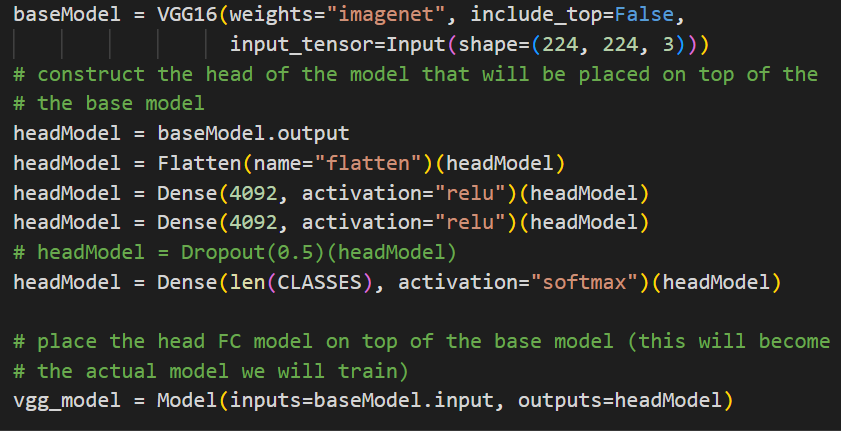 baseModel = VGG16(weights="imagenet", include_top=False,
                  input_tensor=Input(shape=(224, 224, 3)))
# construct the head of the model that will be placed on top of the
# the base model
headModel = baseModel.output
headModel = Flatten(name="flatten")(headModel)
headModel = Dense(4092, activation="relu")(headModel)
headModel = Dense(4092, activation="relu")(headModel)
# headModel = Dropout(0.5)(headModel)
headModel = Dense(len(CLASSES), activation="softmax")(headModel)

# place the head FC model on top of the base model (this will become
# the actual model we will train)
vgg_model = Model(inputs=baseModel.input, outputs=headModel)